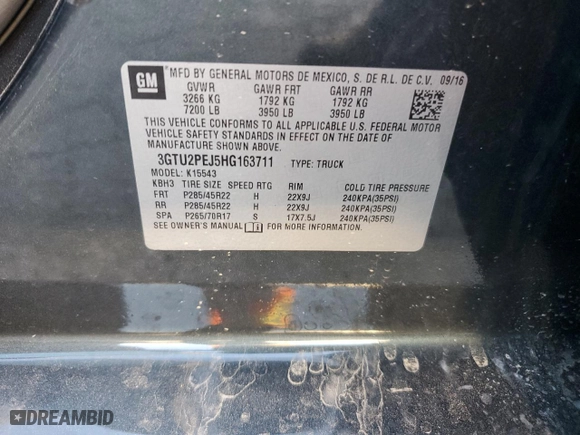 GM
MFD BY GENERAL MOTORS DE MEXICO, S. DE R.L. DE C.V. 09/16
GVWR GAWR FRT GAWR RR
3266 KG 1792 KG 1792 KG
7200 LB 3950 LB 3950 LB
THIS VEHICLE CONFORMS TO ALL APPLICABLE U.S. FEDERAL MOTOR
VEHICLE SAFETY STANDARDS IN EFFECT ON THE DATE OF
MANUFACTURE SHOWN ABOVE.
3GTU2PEJ5HG163711 TYPE: TRUCK
MODEL: K15543
KBH3 TIRE SIZE SPEED RTG RIM COLD TIRE PRESSURE
FRT P285/45R22 H 22X9J 240KPA(35PSI)
RR P285/45R22 H 22X9J 240KPA(35PSI)
SPA P265/70R17 S 17X7.5J 240KPA(35PSI)
SEE OWNER'S MANUAL FOR MORE INFORMATION.
DREAMBID